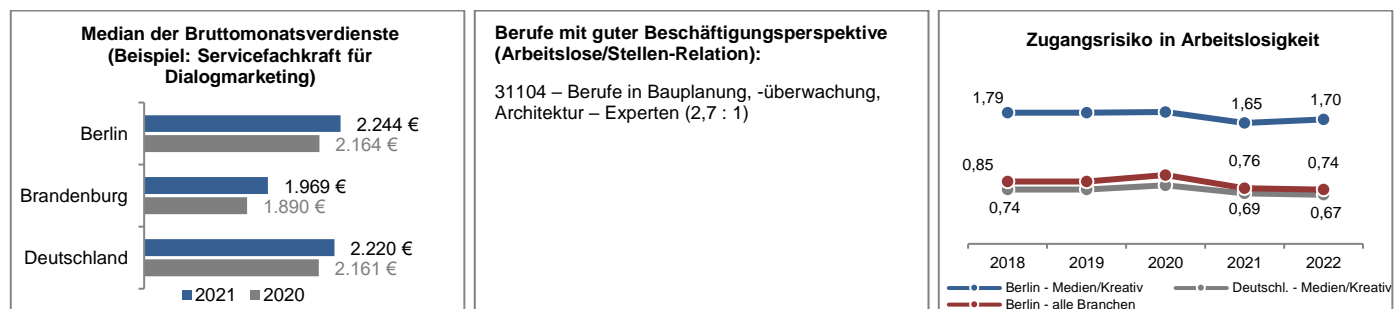 Median der Bruttomonatsverdienste
(Beispiel: Servicefachkraft für
Dialogmarketing)
Berlin
2.244 €
2.164 €
Brandenburg
1.969 €
1.890 €
Deutschland
2.220 €
2.161 €
2021
2020
Berufe mit guter Beschäftigungsperspektive
(Arbeitslose/Stellen-Relation):
31104 – Berufe in Bauplanung, -überwachung,
Architektur – Experten (2,7 : 1)
Zugangsrisiko in Arbeitslosigkeit
1,79
1,65
1,70
0,85
0,76
0,74
0,74
0,69
0,67
2018 2019 2020 2021 2022
Berlin - Medien/Kreativ
Deutschl. - Medien/Kreativ
Berlin - alle Branchen